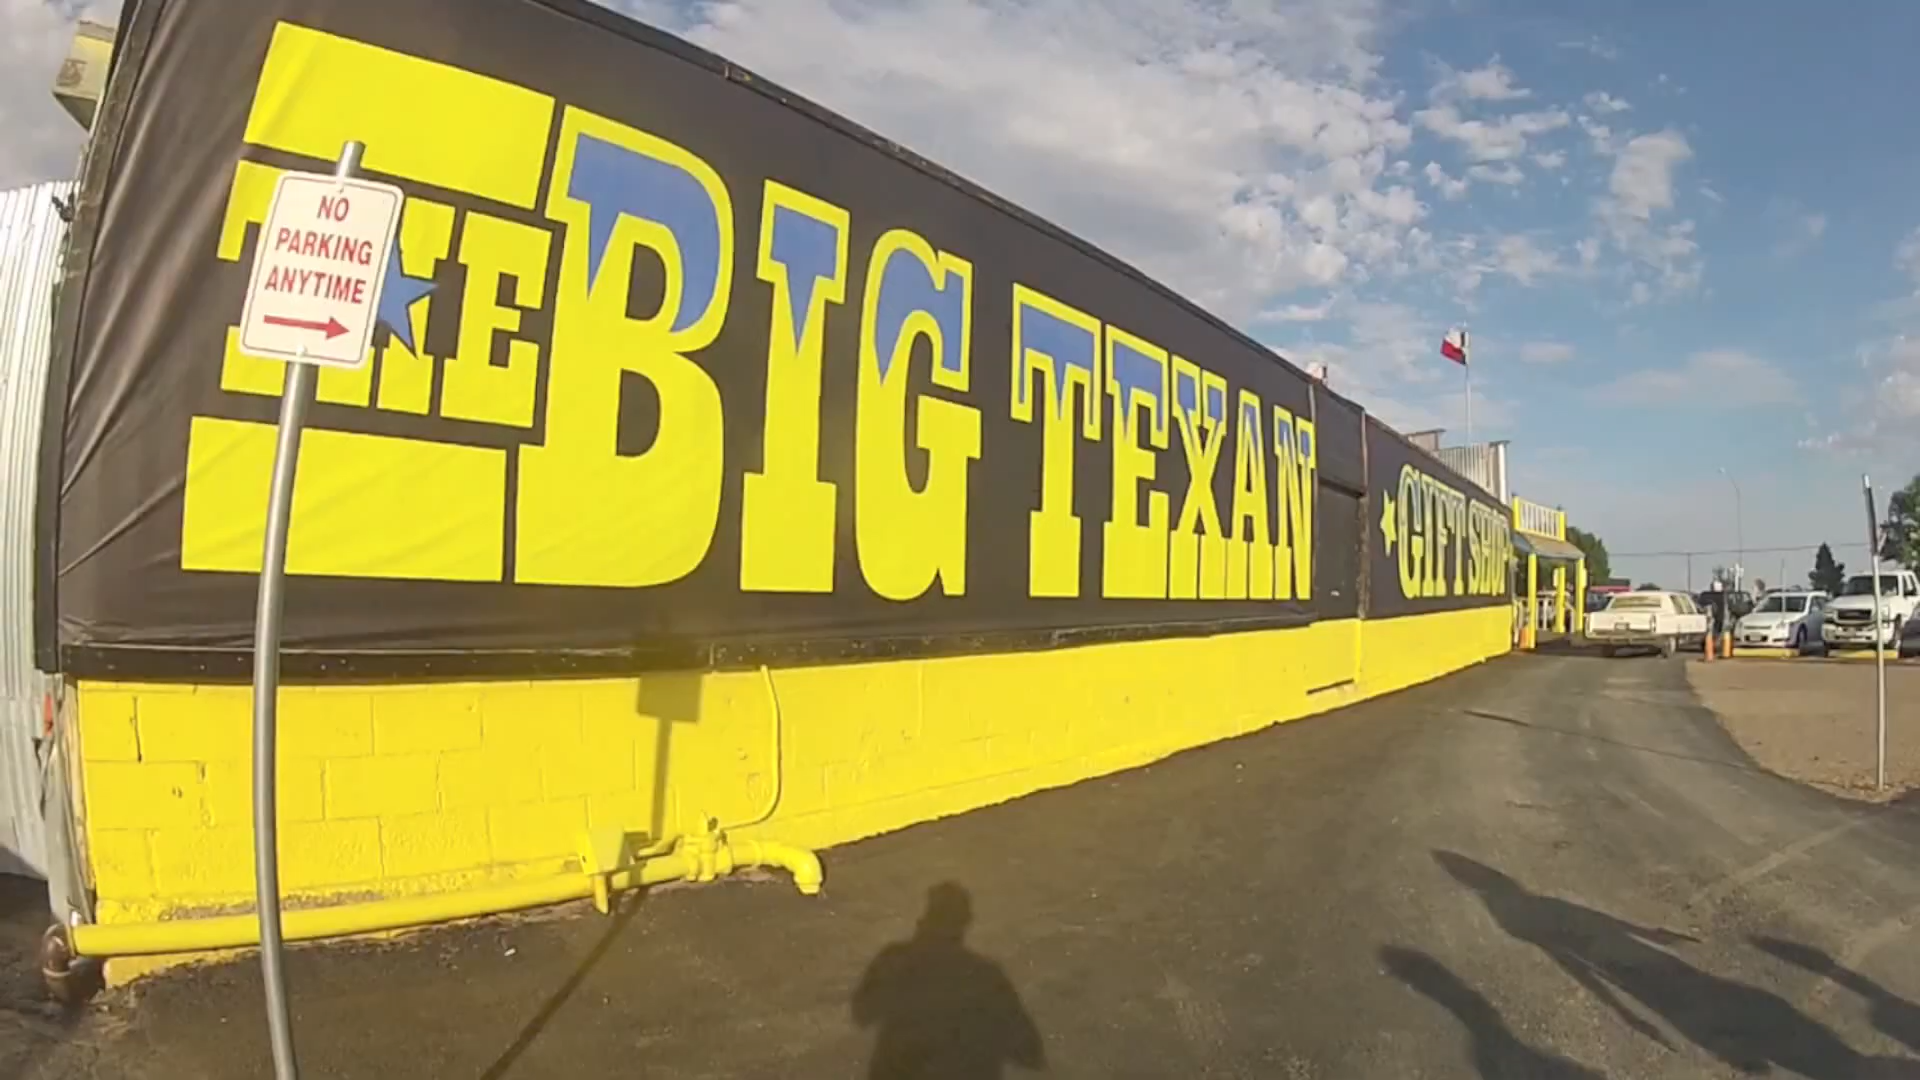 NO
PARKING
ANYTIME
THE
BIG TEXAN
GIFT SHOP